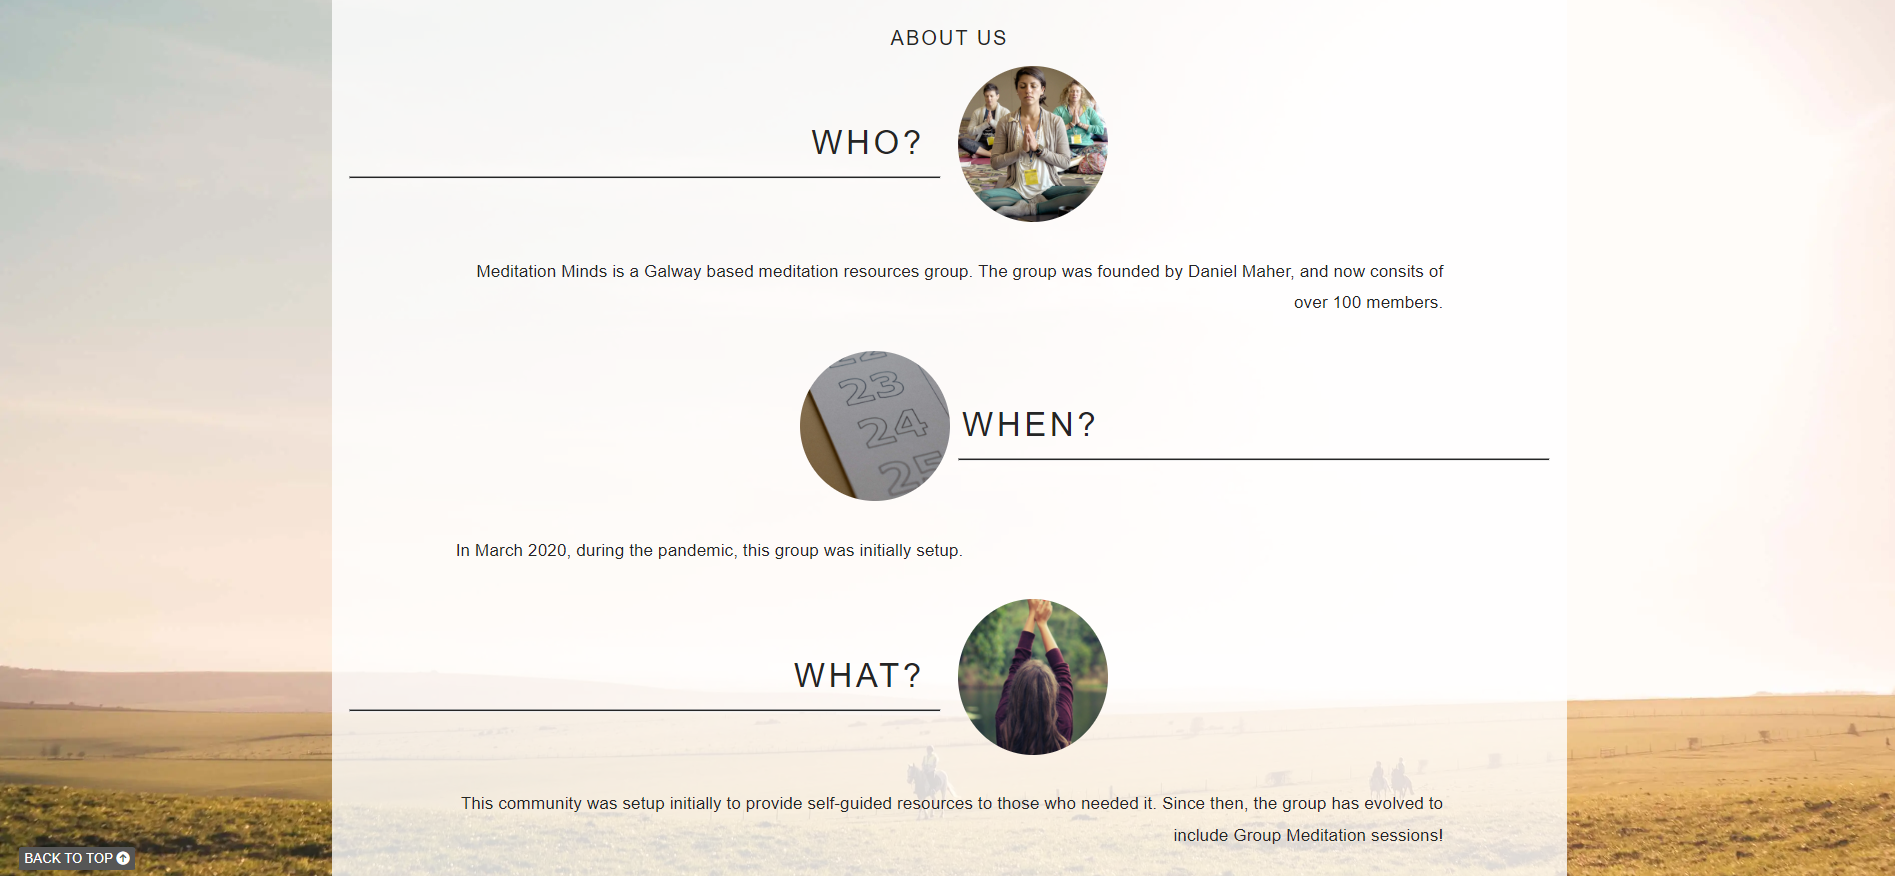 ABOUT US
WHO?
Meditation Minds is a Galway based meditation resources group. The group was founded by Daniel Maher, and now consits of
over 100 members.
22
23
24
25
WHEN?
In March 2020, during the pandemic, this group was initially setup.
WHAT?
This community was setup initially to provide self-guided resources to those who needed it. Since then, the group has evolved to
include Group Meditation sessions!
BACK TO TOP